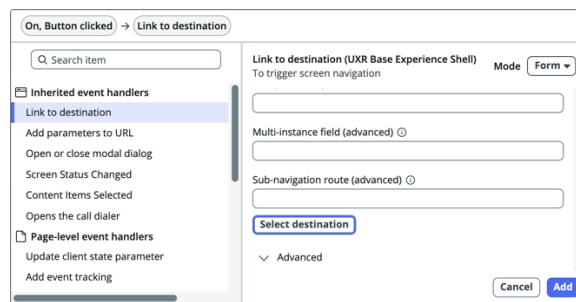 On, Button clicked → Link to destination
Search item
Inherited event handlers
Link to destination
Add parameters to URL
Open or close modal dialog
Screen Status Changed
Content Items Selected
Opens the call dialer
Page-level event handlers
Update client state parameter
Add event tracking
Link to destination (UXR Base Experience Shell)
To trigger screen navigation
Mode Form
Multi-instance field (advanced)
Sub-navigation route (advanced)
Select destination
Advanced
Cancel Add